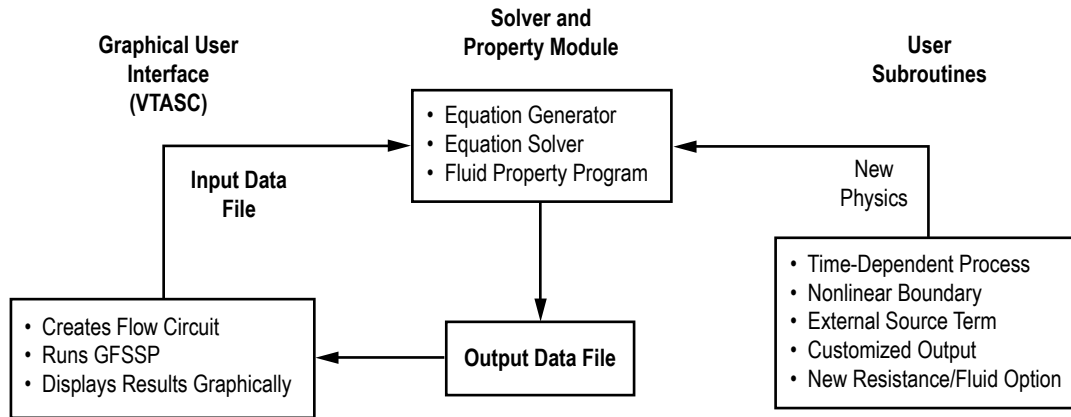 Graphical User
Interface
(VTASC)
Solver and
Property Module
User
Subroutines
• Equation Generator
• Equation Solver
• Fluid Property Program
Input Data
File
New
Physics
• Creates Flow Circuit
• Runs GFSSP
• Displays Results Graphically
Output Data File
• Time-Dependent Process
• Nonlinear Boundary
• External Source Term
• Customized Output
• New Resistance/Fluid Option